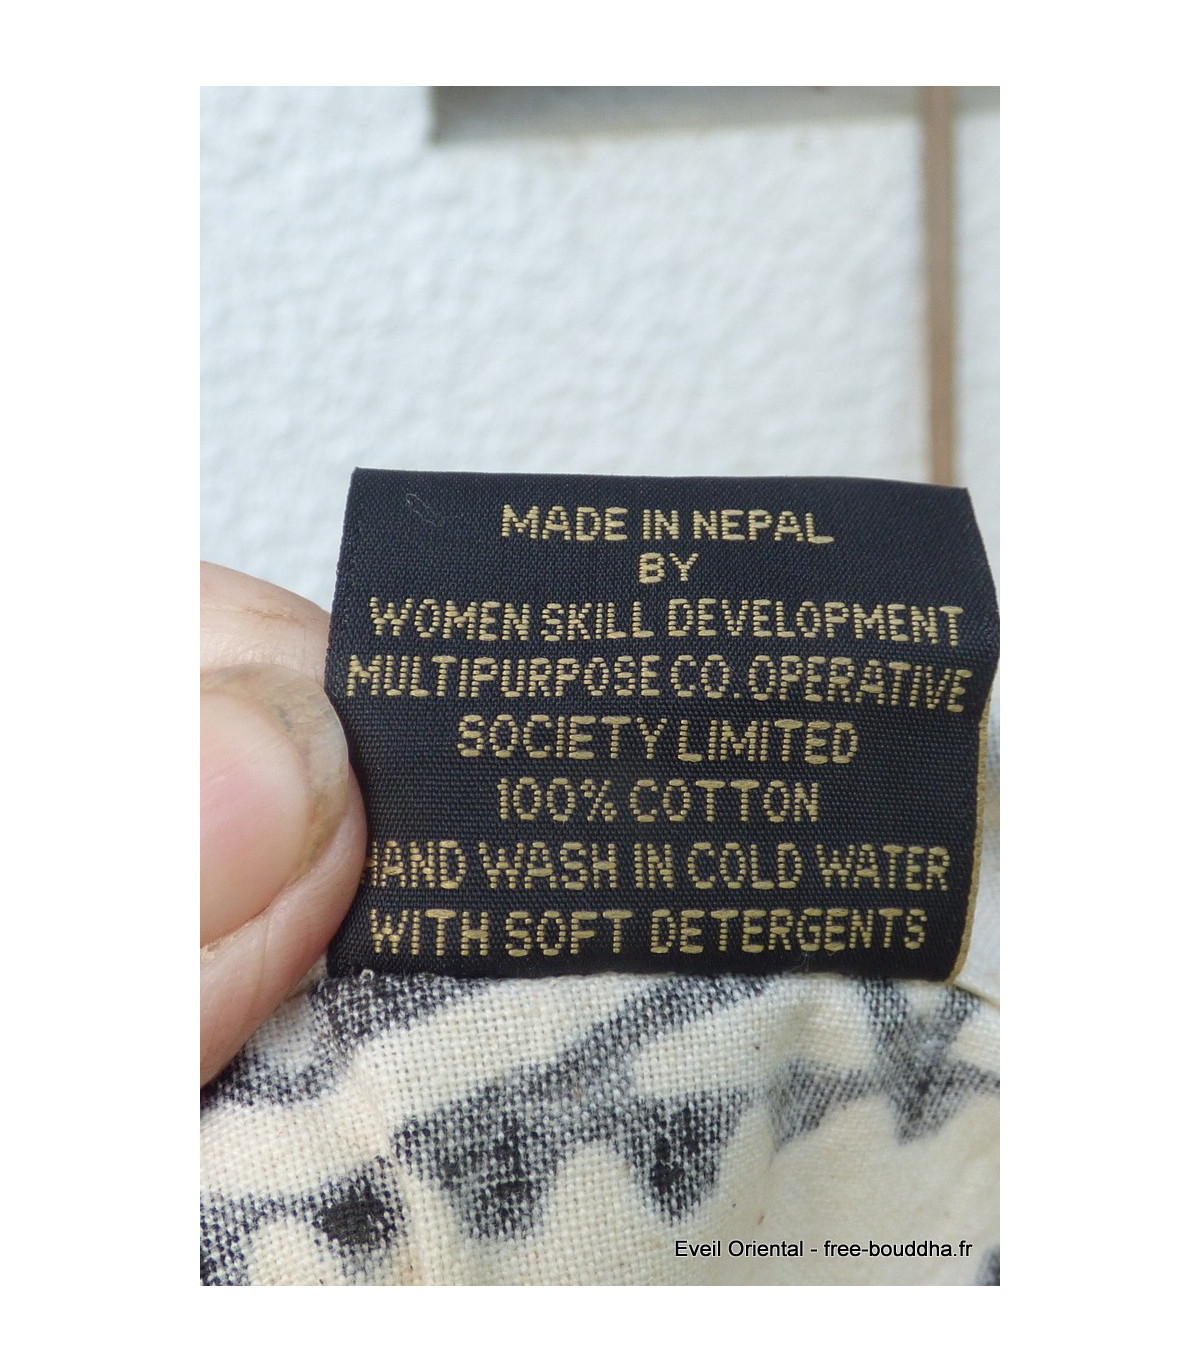 MADE IN NEPAL
BY
WOMEN SKILL DEVELOPMENT
MULTIPURPOSE CO.OPERATIVE
SOCIETY LIMITED
100% COTTON
HAND WASH IN COLD WATER
WITH SOFT DETERGENTS
Eveil Oriental - free-bouddha.fr